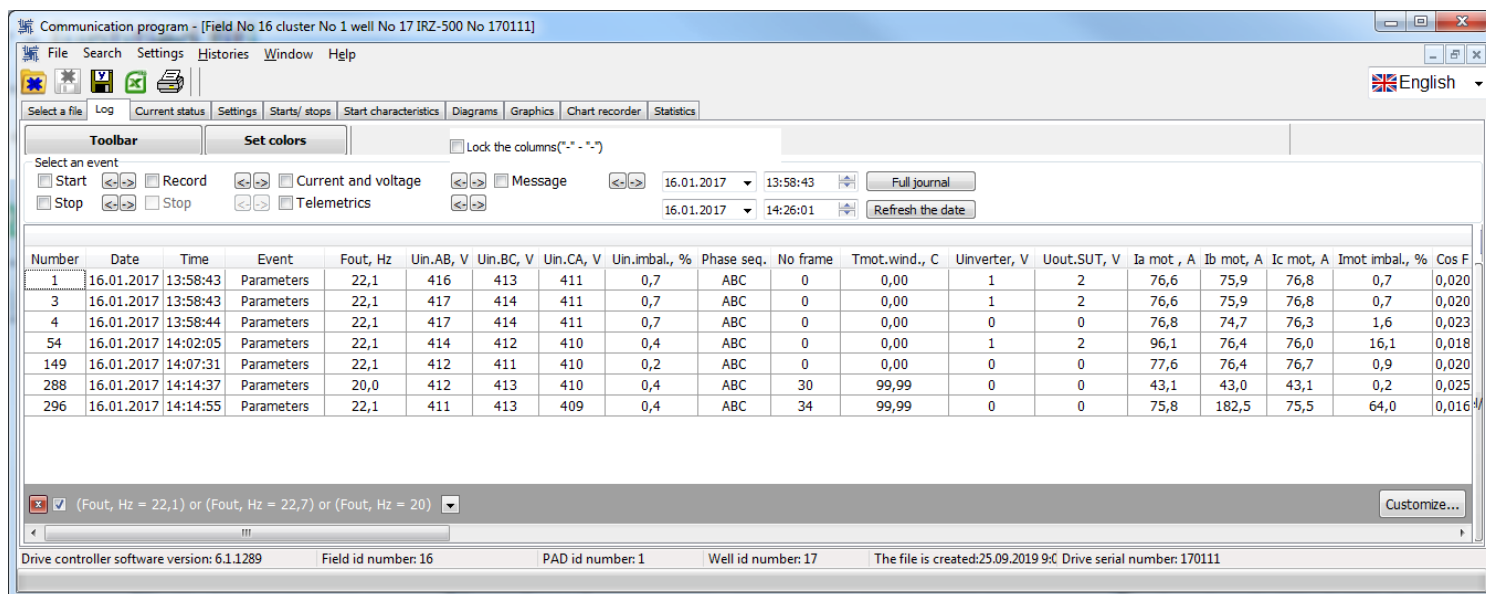 Communication program - [Field No 16 cluster No 1 well No 17 IRZ-500 No 170111]
File Search Settings Histories Window Help
English
Select a file Log Current status Settings Starts/ stops Start characteristics Diagrams Graphics Chart recorder Statistics
Toolbar Set colors Lock the columns("-" - "-")
Select an event
Start <- -> Record <- -> Current and voltage <- -> Message <- -> 16.01.2017 13:58:43 Full journal
Stop <- -> Stop <- -> Telemetrics <- -> 16.01.2017 14:26:01 Refresh the date
Number Date Time Event Fout, Hz Uin.AB, V Uin.BC, V Uin.CA, V Uin.imbal., % Phase seq. No frame Tmot.wind., C Uinverter, V Uout.SUT, V Ia mot , A Ib mot, A Ic mot, A Imot imbal., % Cos F
1 16.01.2017 13:58:43 Parameters 22,1 416 413 411 0,7 ABC 0 0,00 1 2 76,6 75,9 76,8 0,7 0,020
3 16.01.2017 13:58:43 Parameters 22,1 417 414 411 0,7 ABC 0 0,00 1 2 76,6 75,9 76,8 0,7 0,020
4 16.01.2017 13:58:44 Parameters 22,1 417 414 411 0,7 ABC 0 0,00 0 0 76,8 74,7 76,3 1,6 0,023
54 16.01.2017 14:02:05 Parameters 22,1 414 412 410 0,4 ABC 0 0,00 1 2 96,1 76,4 76,0 16,1 0,018
149 16.01.2017 14:07:31 Parameters 22,1 412 411 410 0,2 ABC 0 0,00 0 0 77,6 76,4 76,7 0,9 0,020
288 16.01.2017 14:14:37 Parameters 20,0 412 413 410 0,4 ABC 30 99,99 0 0 43,1 43,0 43,1 0,2 0,025
296 16.01.2017 14:14:55 Parameters 22,1 411 413 409 0,4 ABC 34 99,99 0 0 75,8 182,5 75,5 64,0 0,016
(Fout, Hz = 22,1) or (Fout, Hz = 22,7) or (Fout, Hz = 20) Customize...
Drive controller software version: 6.1.1289 Field id number: 16 PAD id number: 1 Well id number: 17 The file is created:25.09.2019 9:0 Drive serial number: 170111